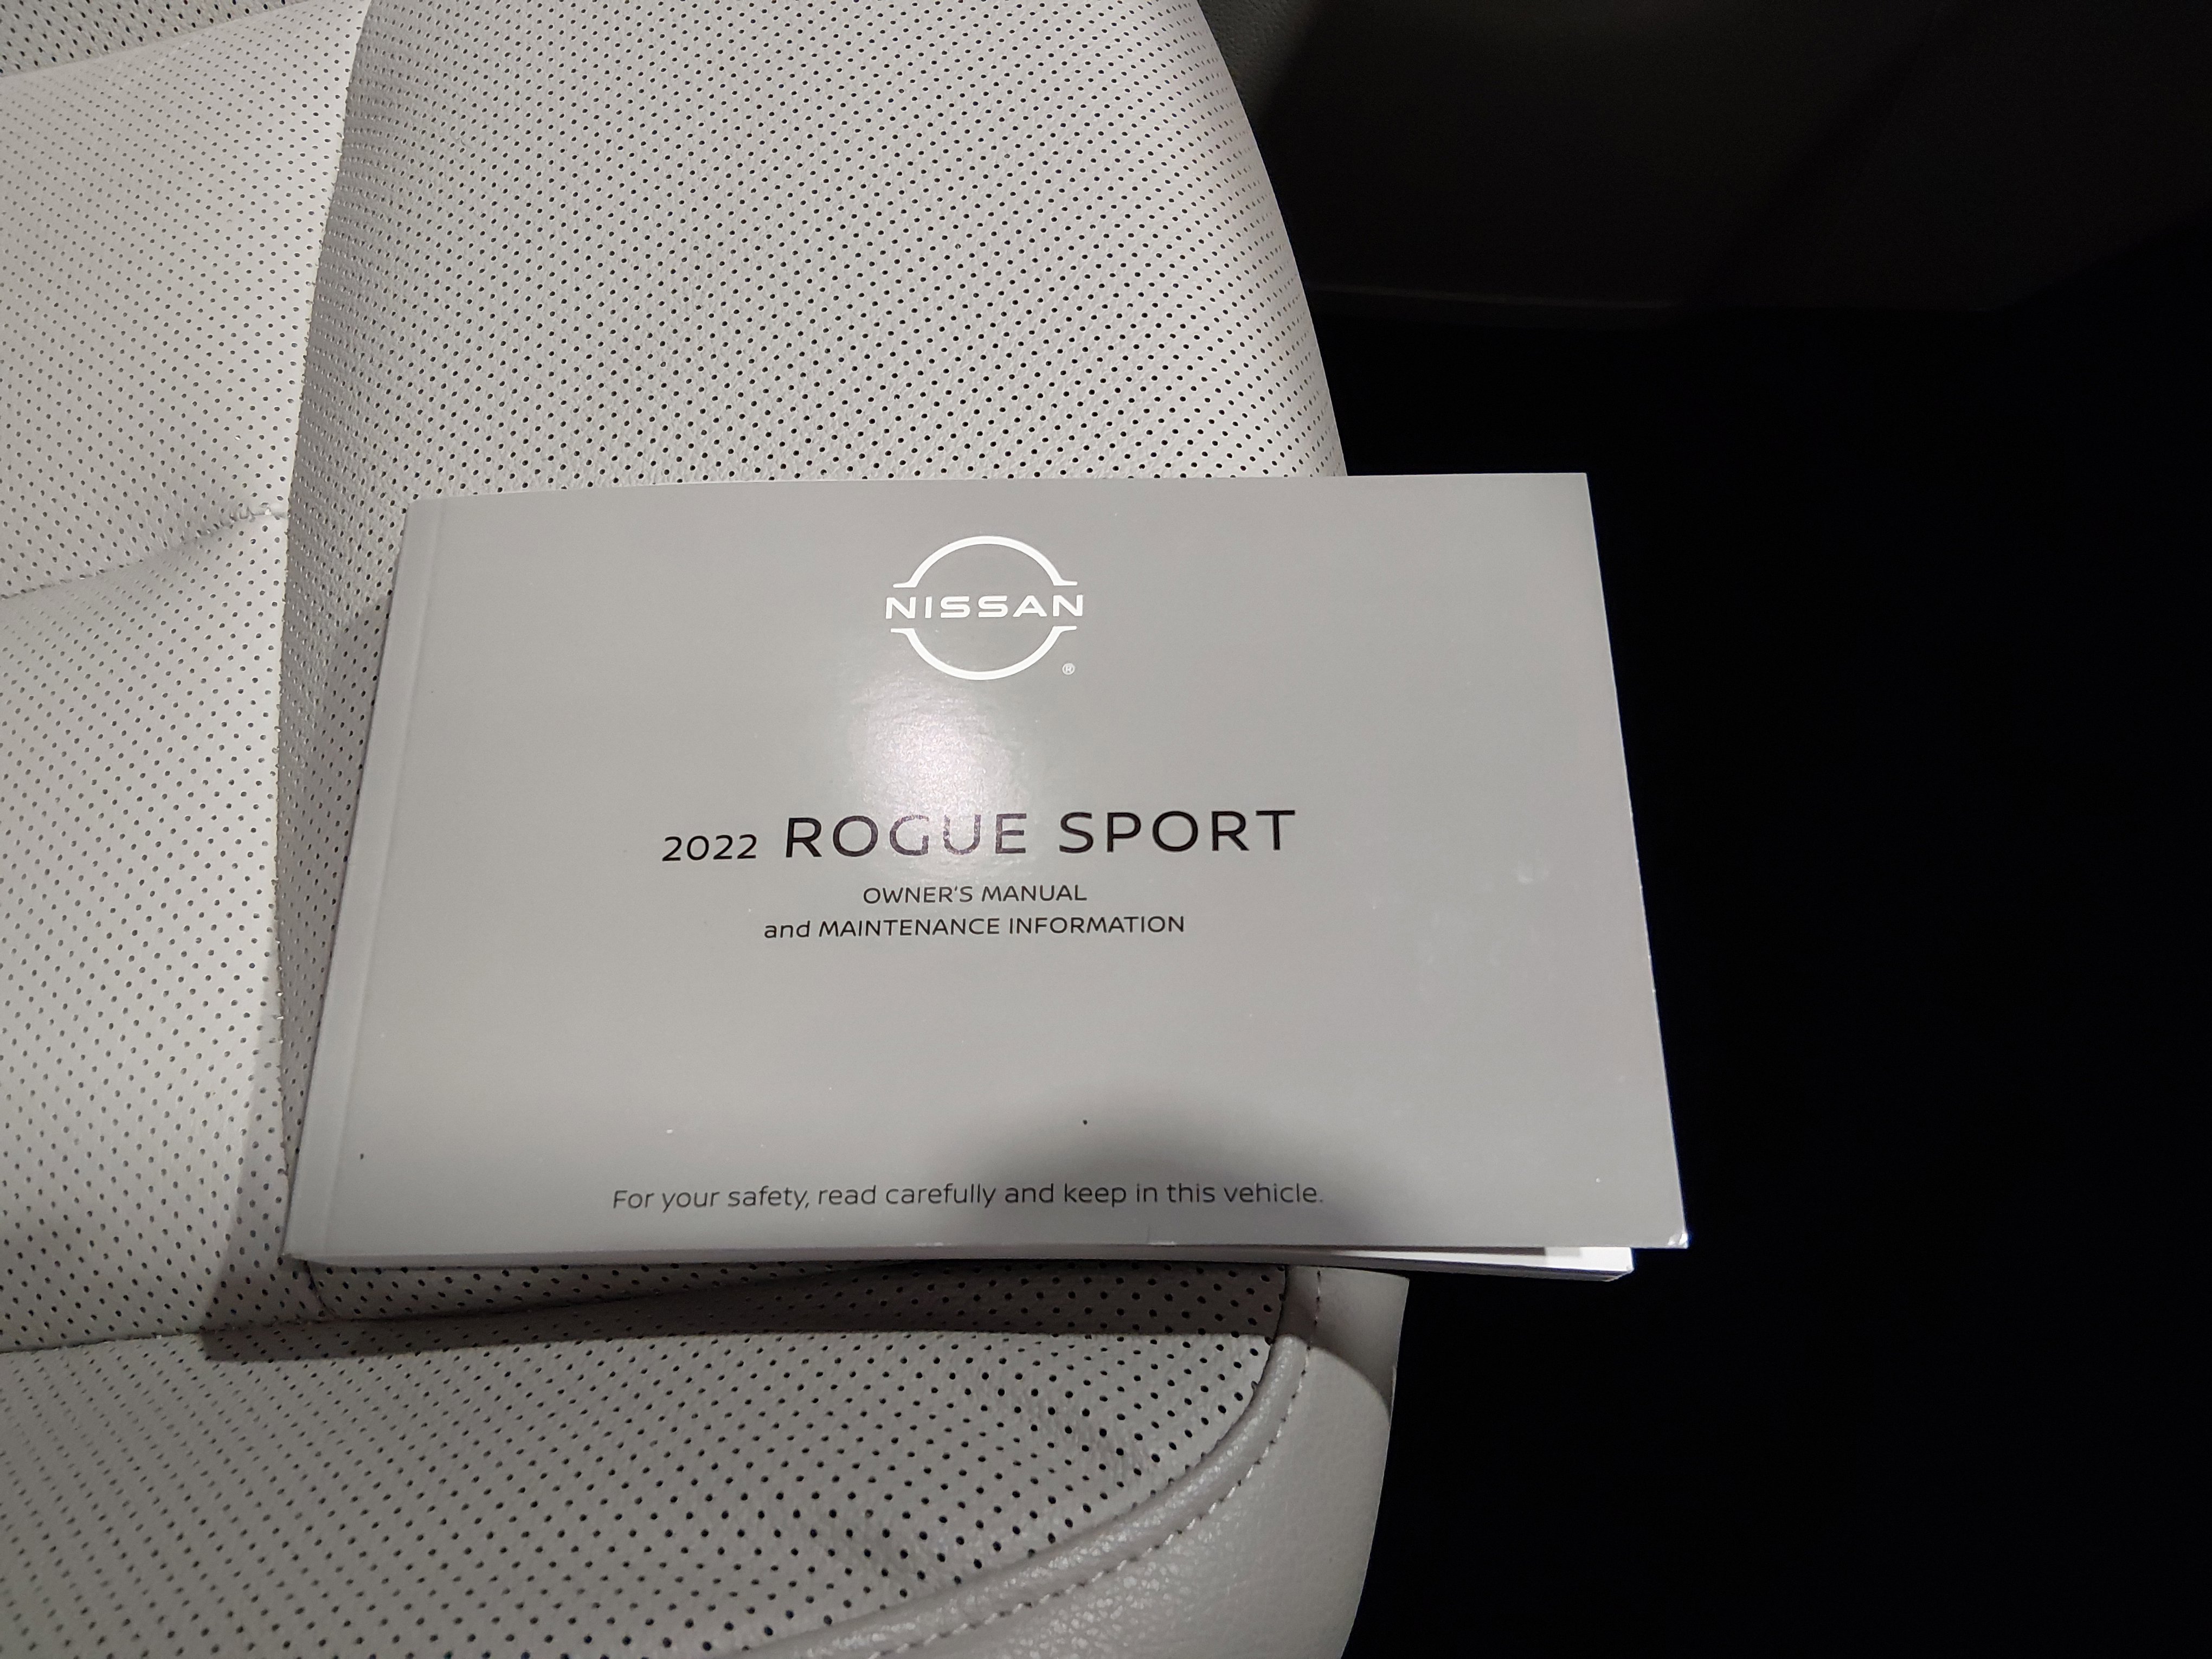 NISSAN
®
2022 ROGUE SPORT
OWNER'S MANUAL
and MAINTENANCE INFORMATION
For your safety, read carefully and keep in this vehicle.